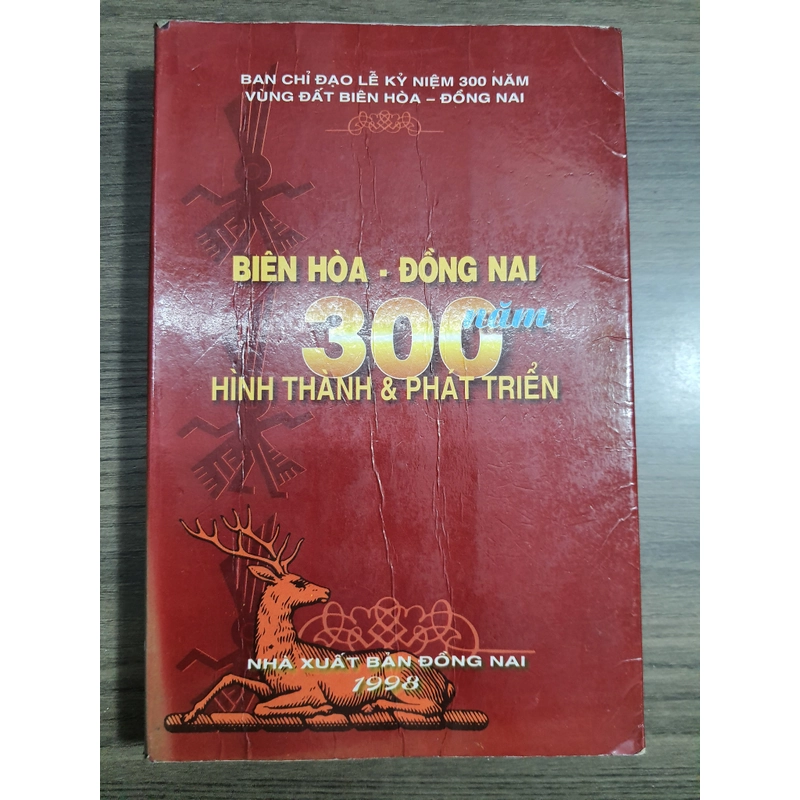 BAN CHỈ ĐẠO LỄ KỶ NIỆM 300 NĂM
VÙNG ĐẤT BIÊN HÒA – ĐỒNG NAI
BIÊN HÒA - ĐỒNG NAI
300 năm
HÌNH THÀNH & PHÁT TRIỂN
NHÀ XUẤT BẢN ĐỒNG NAI
1998